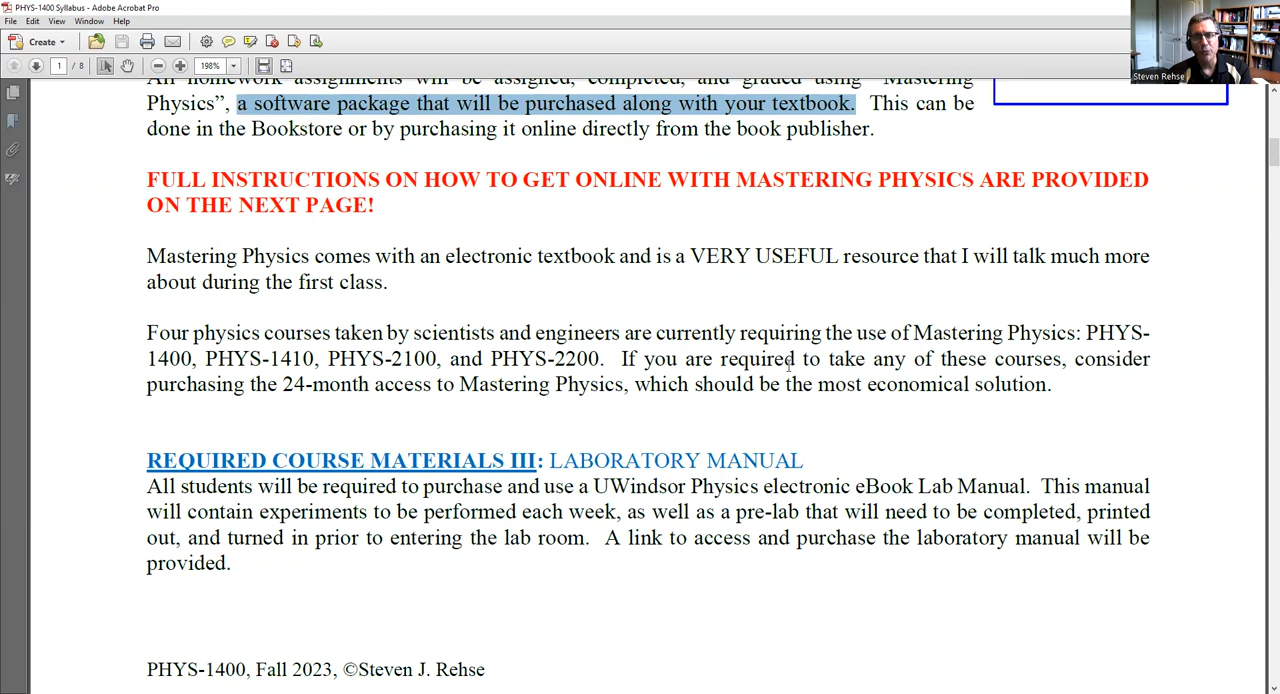 PHYS-1400 Syllabus - Adobe Acrobat Pro
File Edit View Window Help
Create
1 / 8 198%
Steven Rehse
All homework assignments will be assigned, completed, and graded using "Mastering
Physics", a software package that will be purchased along with your textbook. This can be
done in the Bookstore or by purchasing it online directly from the book publisher.
FULL INSTRUCTIONS ON HOW TO GET ONLINE WITH MASTERING PHYSICS ARE PROVIDED
ON THE NEXT PAGE!
Mastering Physics comes with an electronic textbook and is a VERY USEFUL resource that I will talk much more
about during the first class.
Four physics courses taken by scientists and engineers are currently requiring the use of Mastering Physics: PHYS-
1400, PHYS-1410, PHYS-2100, and PHYS-2200. If you are required to take any of these courses, consider
purchasing the 24-month access to Mastering Physics, which should be the most economical solution.
REQUIRED COURSE MATERIALS III: LABORATORY MANUAL
All students will be required to purchase and use a UWindsor Physics electronic eBook Lab Manual. This manual
will contain experiments to be performed each week, as well as a pre-lab that will need to be completed, printed
out, and turned in prior to entering the lab room. A link to access and purchase the laboratory manual will be
provided.
PHYS-1400, Fall 2023, ©Steven J. Rehse